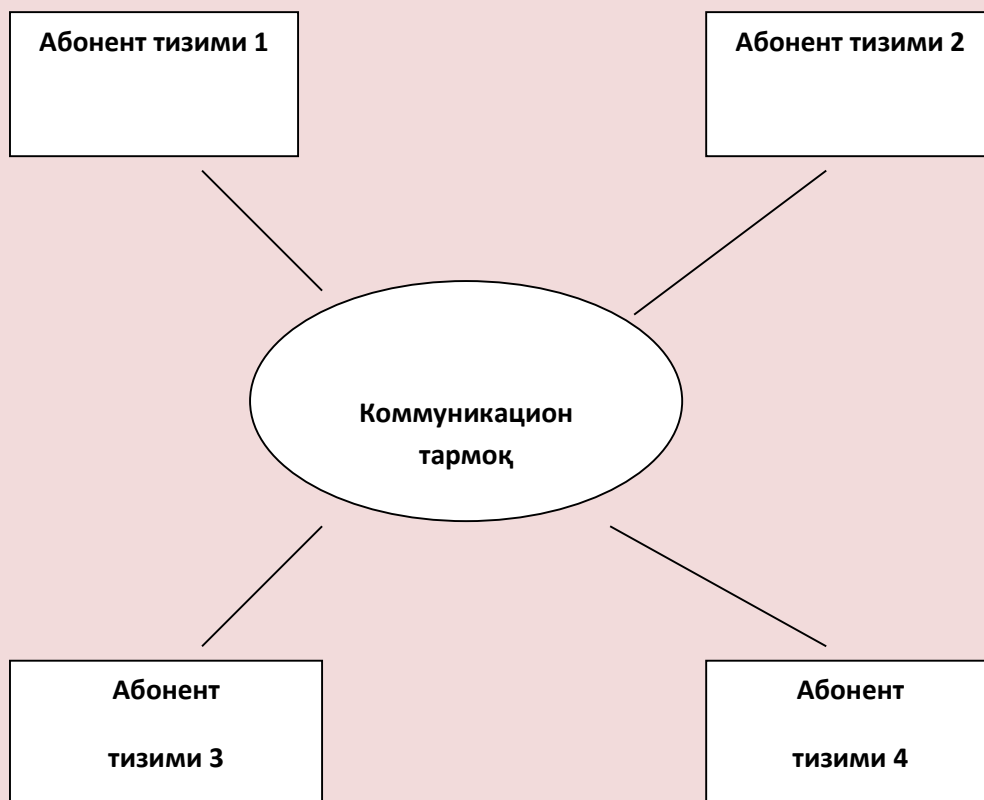 Абонент тизими 1
Абонент тизими 2
Коммуникацион
тармоқ
Абонент
тизими 3
Абонент
тизими 4